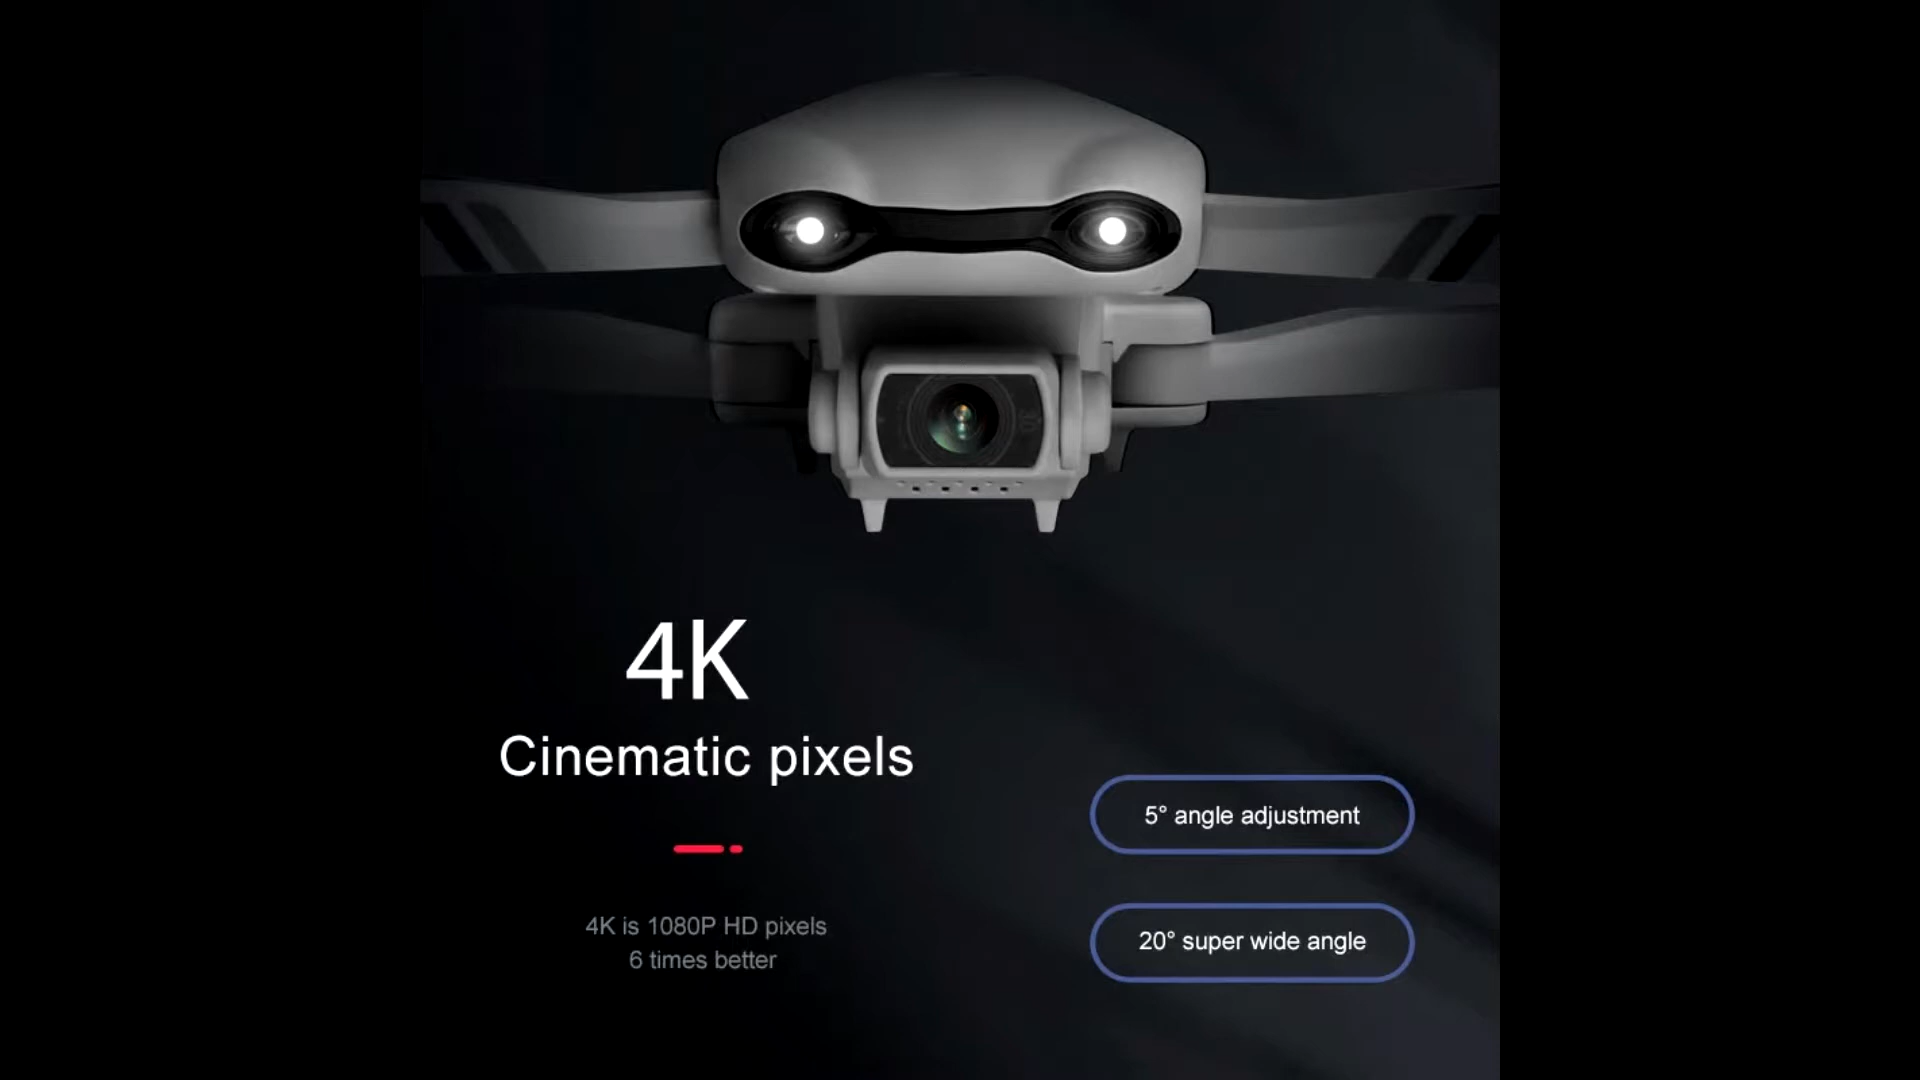 4K
Cinematic pixels
4K is 1080P HD pixels
6 times better
5° angle adjustment
20° super wide angle